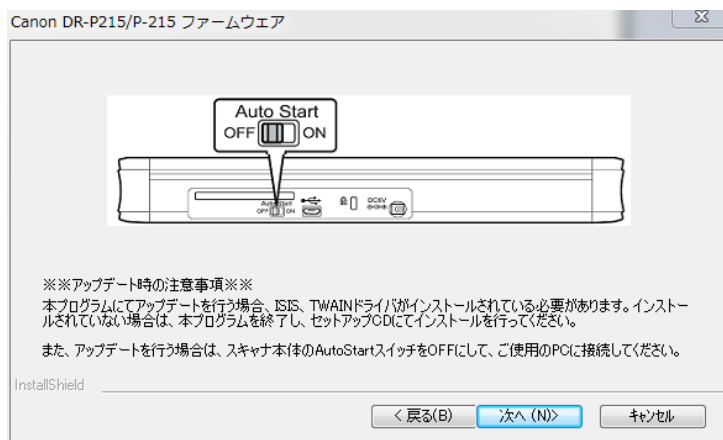 Canon DR-P215/P-215 ファームウェア
Auto Start
OFF ON
Auto Start
OFF ON
DC5V
※※アップデート時の注意事項※※
本プログラムにてアップデートを行う場合、ISIS、TWAINドライバがインストールされている必要があります。インストー
ルされていない場合は、本プログラムを終了し、セットアップCDにてインストールを行ってください。
また、アップデートを行う場合は、スキャナ本体のAutoStartスイッチをOFFにして、ご使用のPCに接続してください。
InstallShield
< 戻る(B) 次へ (N)> キャンセル